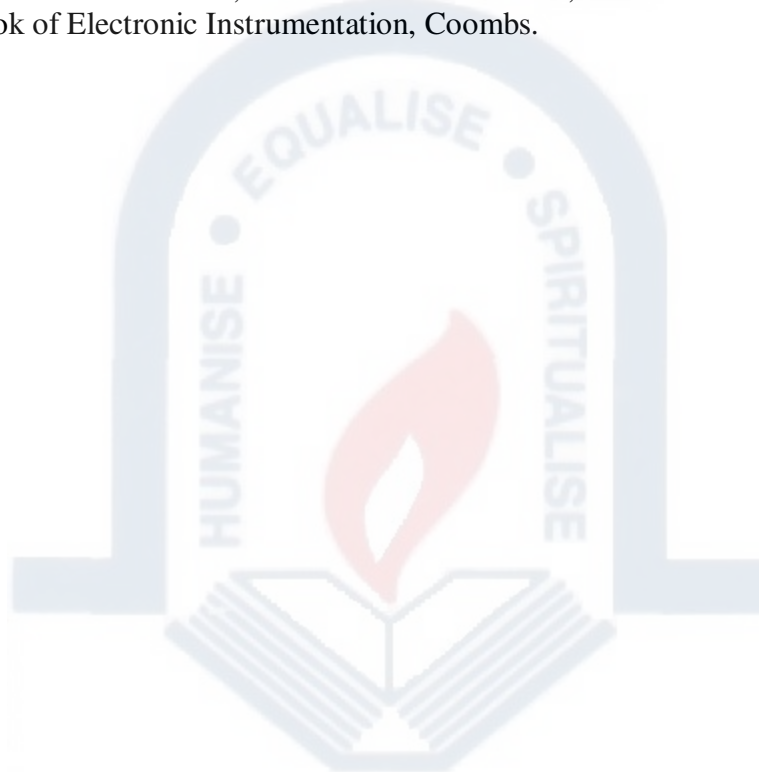 ok of Electronic Instrumentation, Coombs.
HUMANISE • EQUALISE • SPIRITUALISE